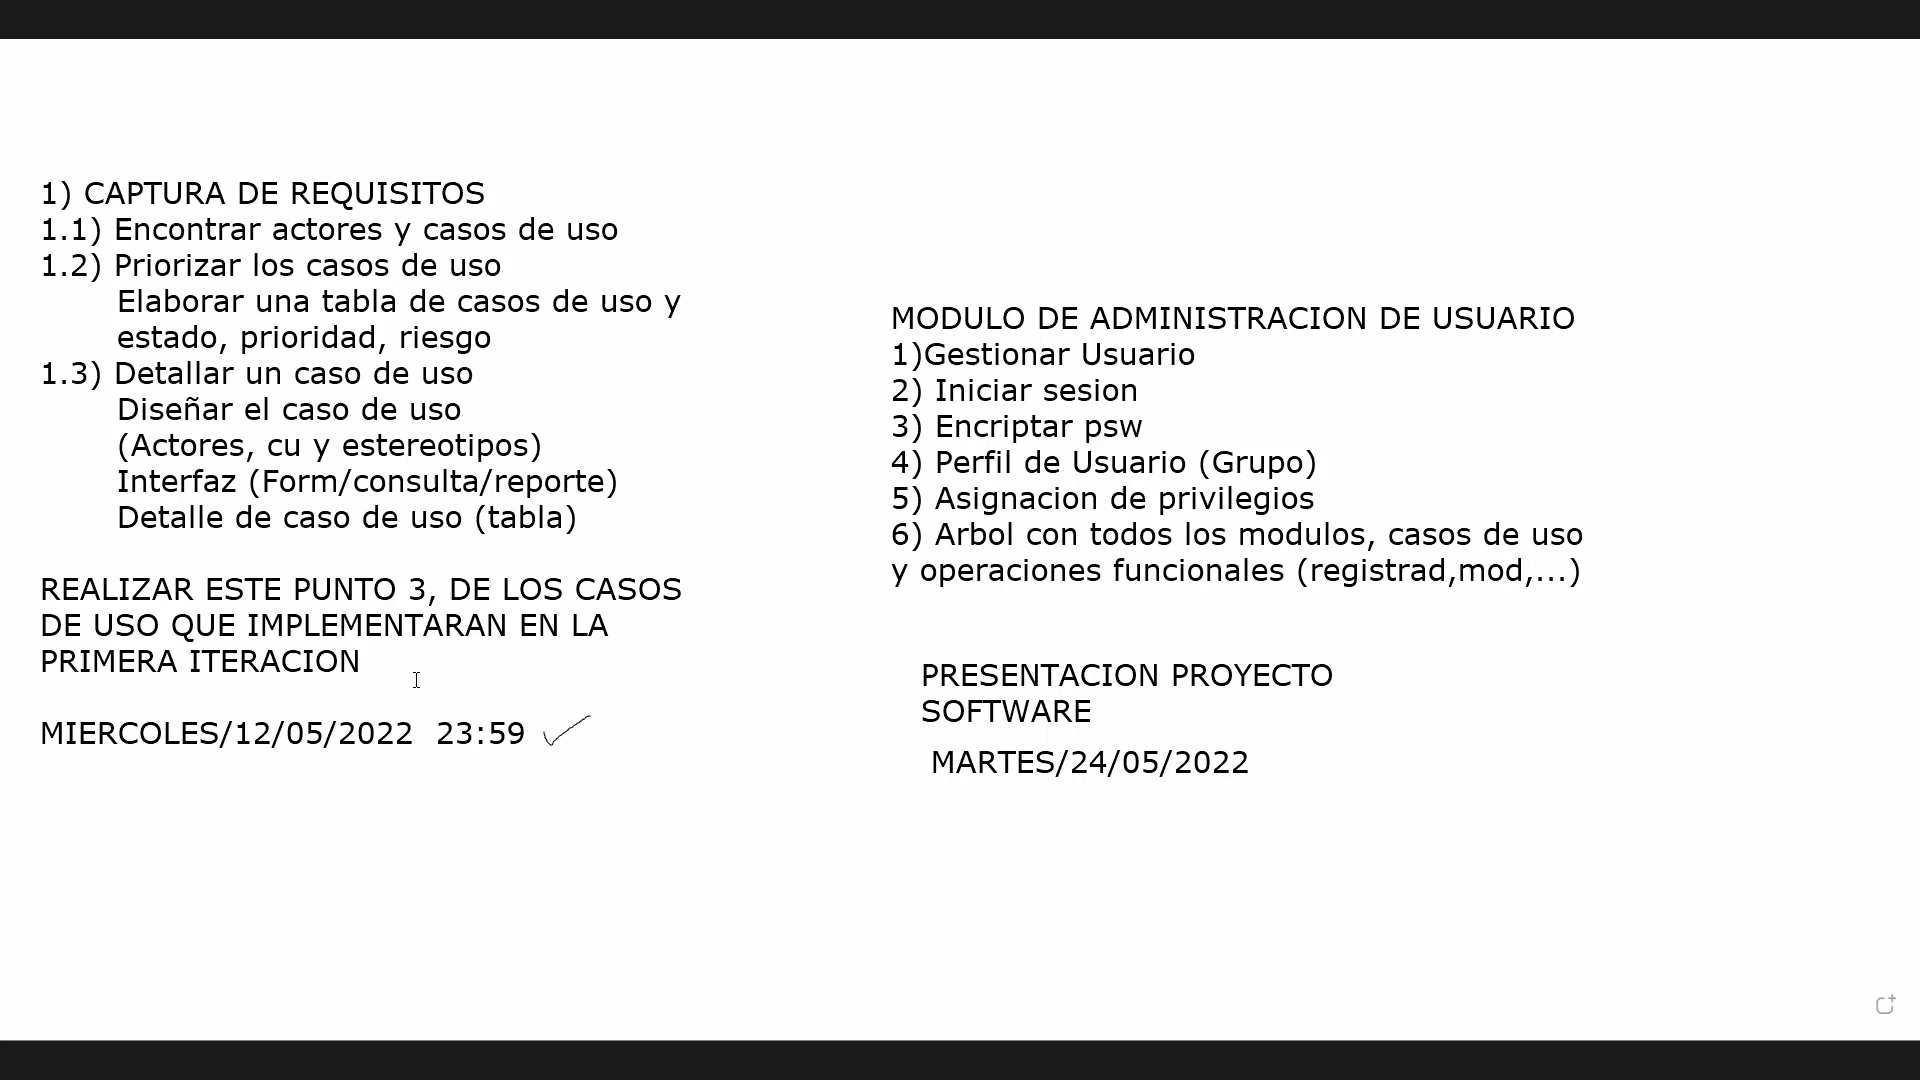 1) CAPTURA DE REQUISITOS
1.1) Encontrar actores y casos de uso
1.2) Priorizar los casos de uso
Elaborar una tabla de casos de uso y
estado, prioridad, riesgo
1.3) Detallar un caso de uso
Diseñar el caso de uso
(Actores, cu y estereotipos)
Interfaz (Form/consulta/reporte)
Detalle de caso de uso (tabla)
REALIZAR ESTE PUNTO 3, DE LOS CASOS
DE USO QUE IMPLEMENTARAN EN LA
PRIMERA ITERACION
MIERCOLES/12/05/2022 23:59
MODULO DE ADMINISTRACION DE USUARIO
1)Gestionar Usuario
2) Iniciar sesion
3) Encriptar psw
4) Perfil de Usuario (Grupo)
5) Asignacion de privilegios
6) Arbol con todos los modulos, casos de uso
y operaciones funcionales (registrad,mod,...)
PRESENTACION PROYECTO
SOFTWARE
MARTES/24/05/2022